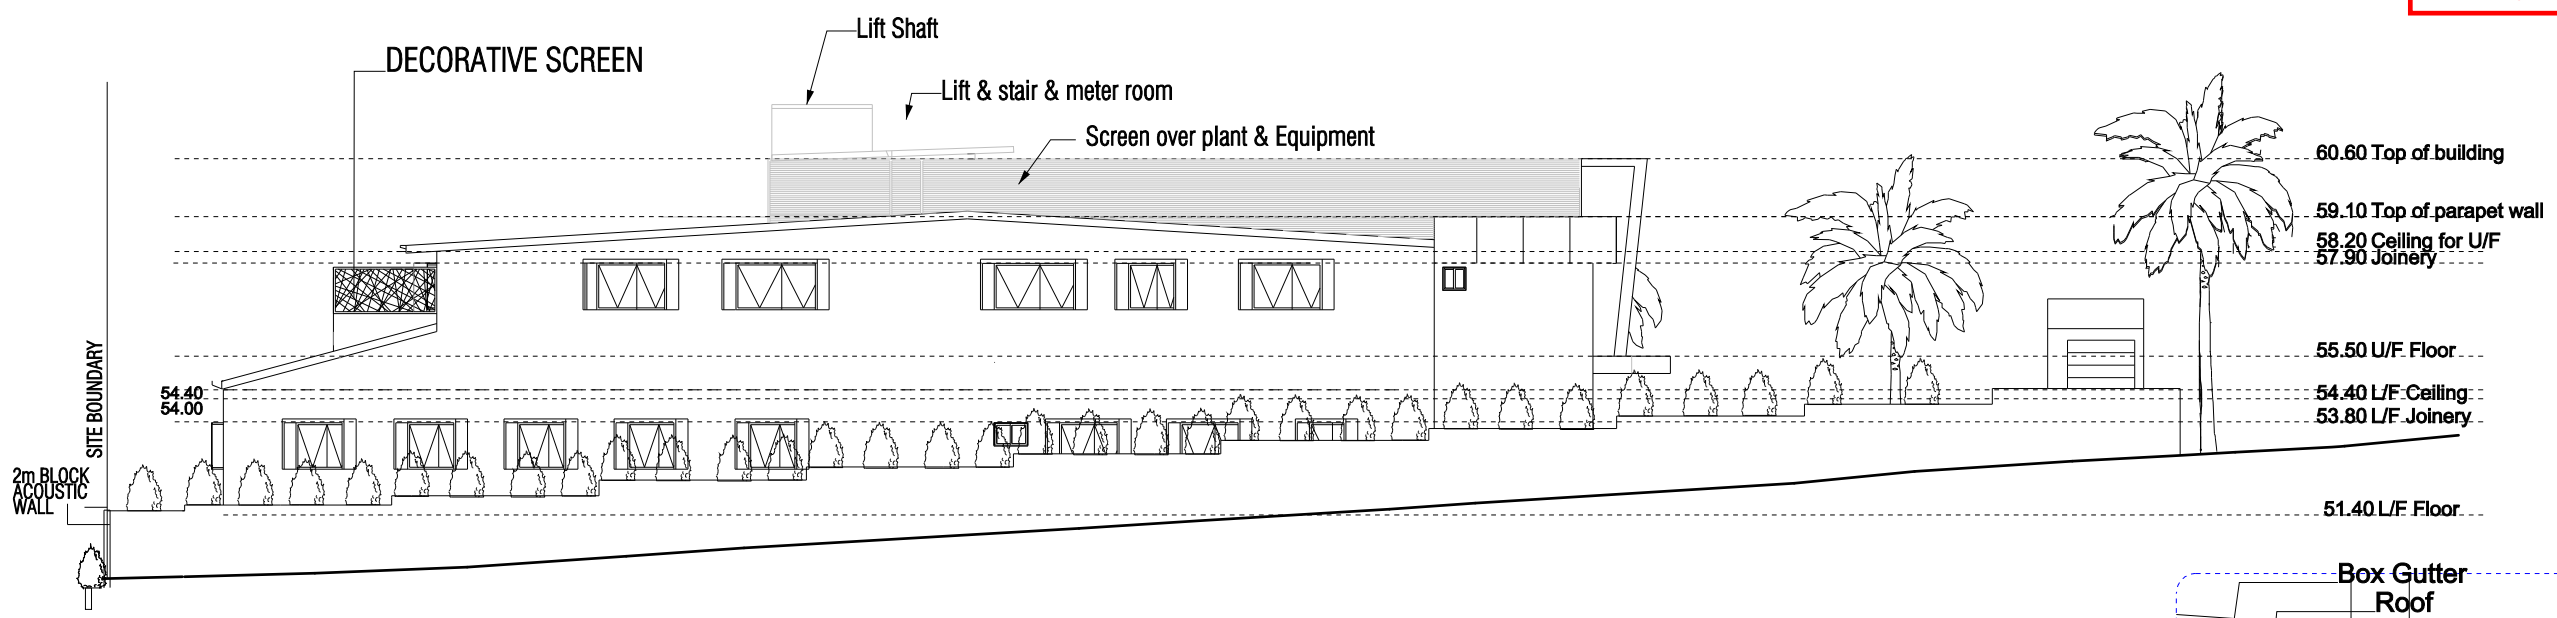 Lift Shaft
DECORATIVE SCREEN
Lift & stair & meter room
Screen over plant & Equipment
60.60 Top of building
59.10 Top of parapet wall
58.20 Ceiling for U/F
57.90 Joinery
SITE BOUNDARY
55.50 U/F Floor
54.40
54.00
54.40 L/F Ceiling
53.80 L/F Joinery
2m BLOCK
ACOUSTIC
WALL
51.40 L/F Floor
Box Gutter
Roof